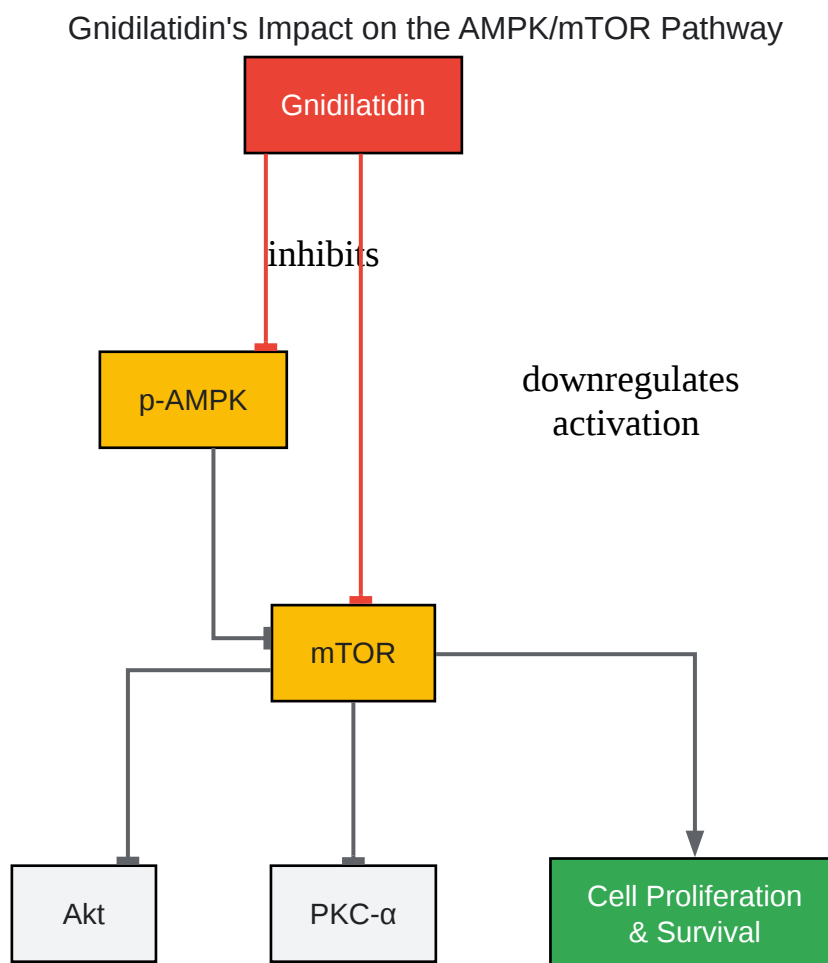 Gnidilatidin's Impact on the AMPK/mTOR Pathway
Gnidilatidin
inhibits
p-AMPK
downregulates
activation
mTOR
Akt
PKC-α
Cell Proliferation
& Survival